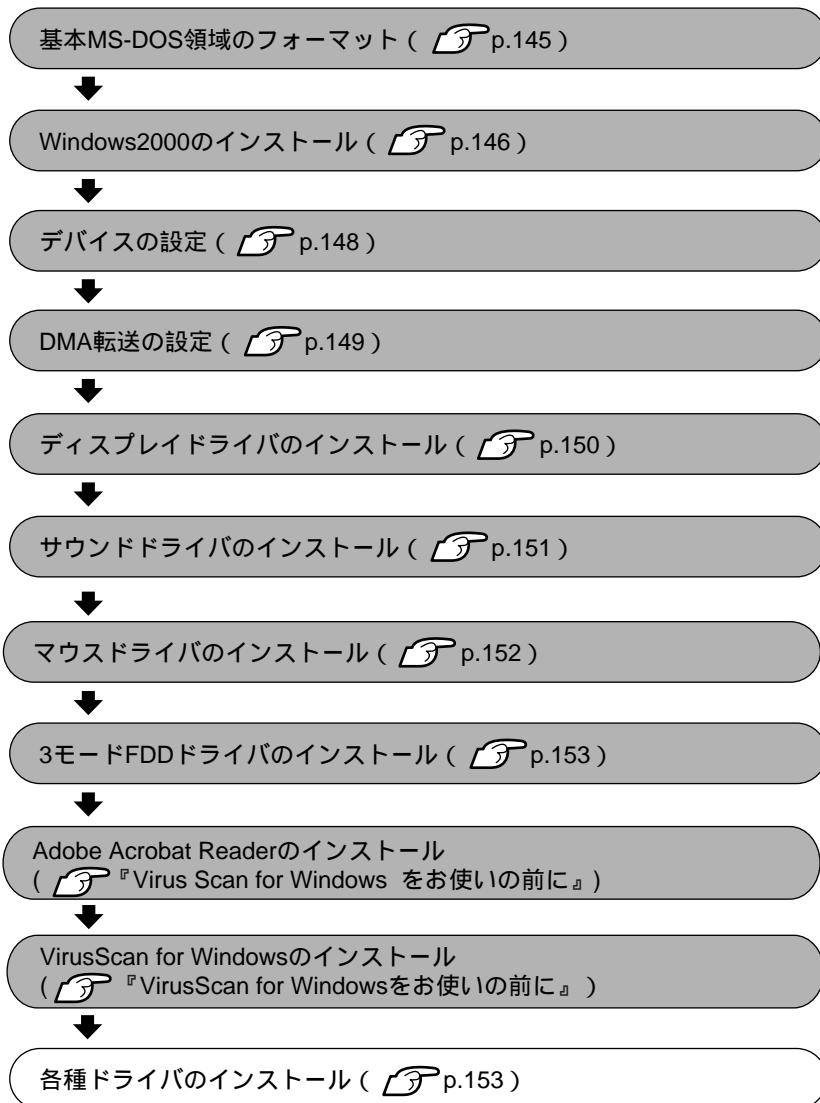 基本MS-DOS領域のフォーマット ( p.145 )
Windows2000のインストール ( p.146 )
デバイスの設定 ( p.148 )
DMA転送の設定 ( p.149 )
ディスプレイドライバのインストール ( p.150 )
サウンドドライバのインストール ( p.151 )
マウスドライバのインストール ( p.152 )
3モードFDDドライバのインストール ( p.153 )
Adobe Acrobat Readerのインストール
( 『Virus Scan for Windows をお使いの前に』)
VirusScan for Windowsのインストール
( 『VirusScan for Windowsをお使いの前に』 )
各種ドライバのインストール ( p.153 )